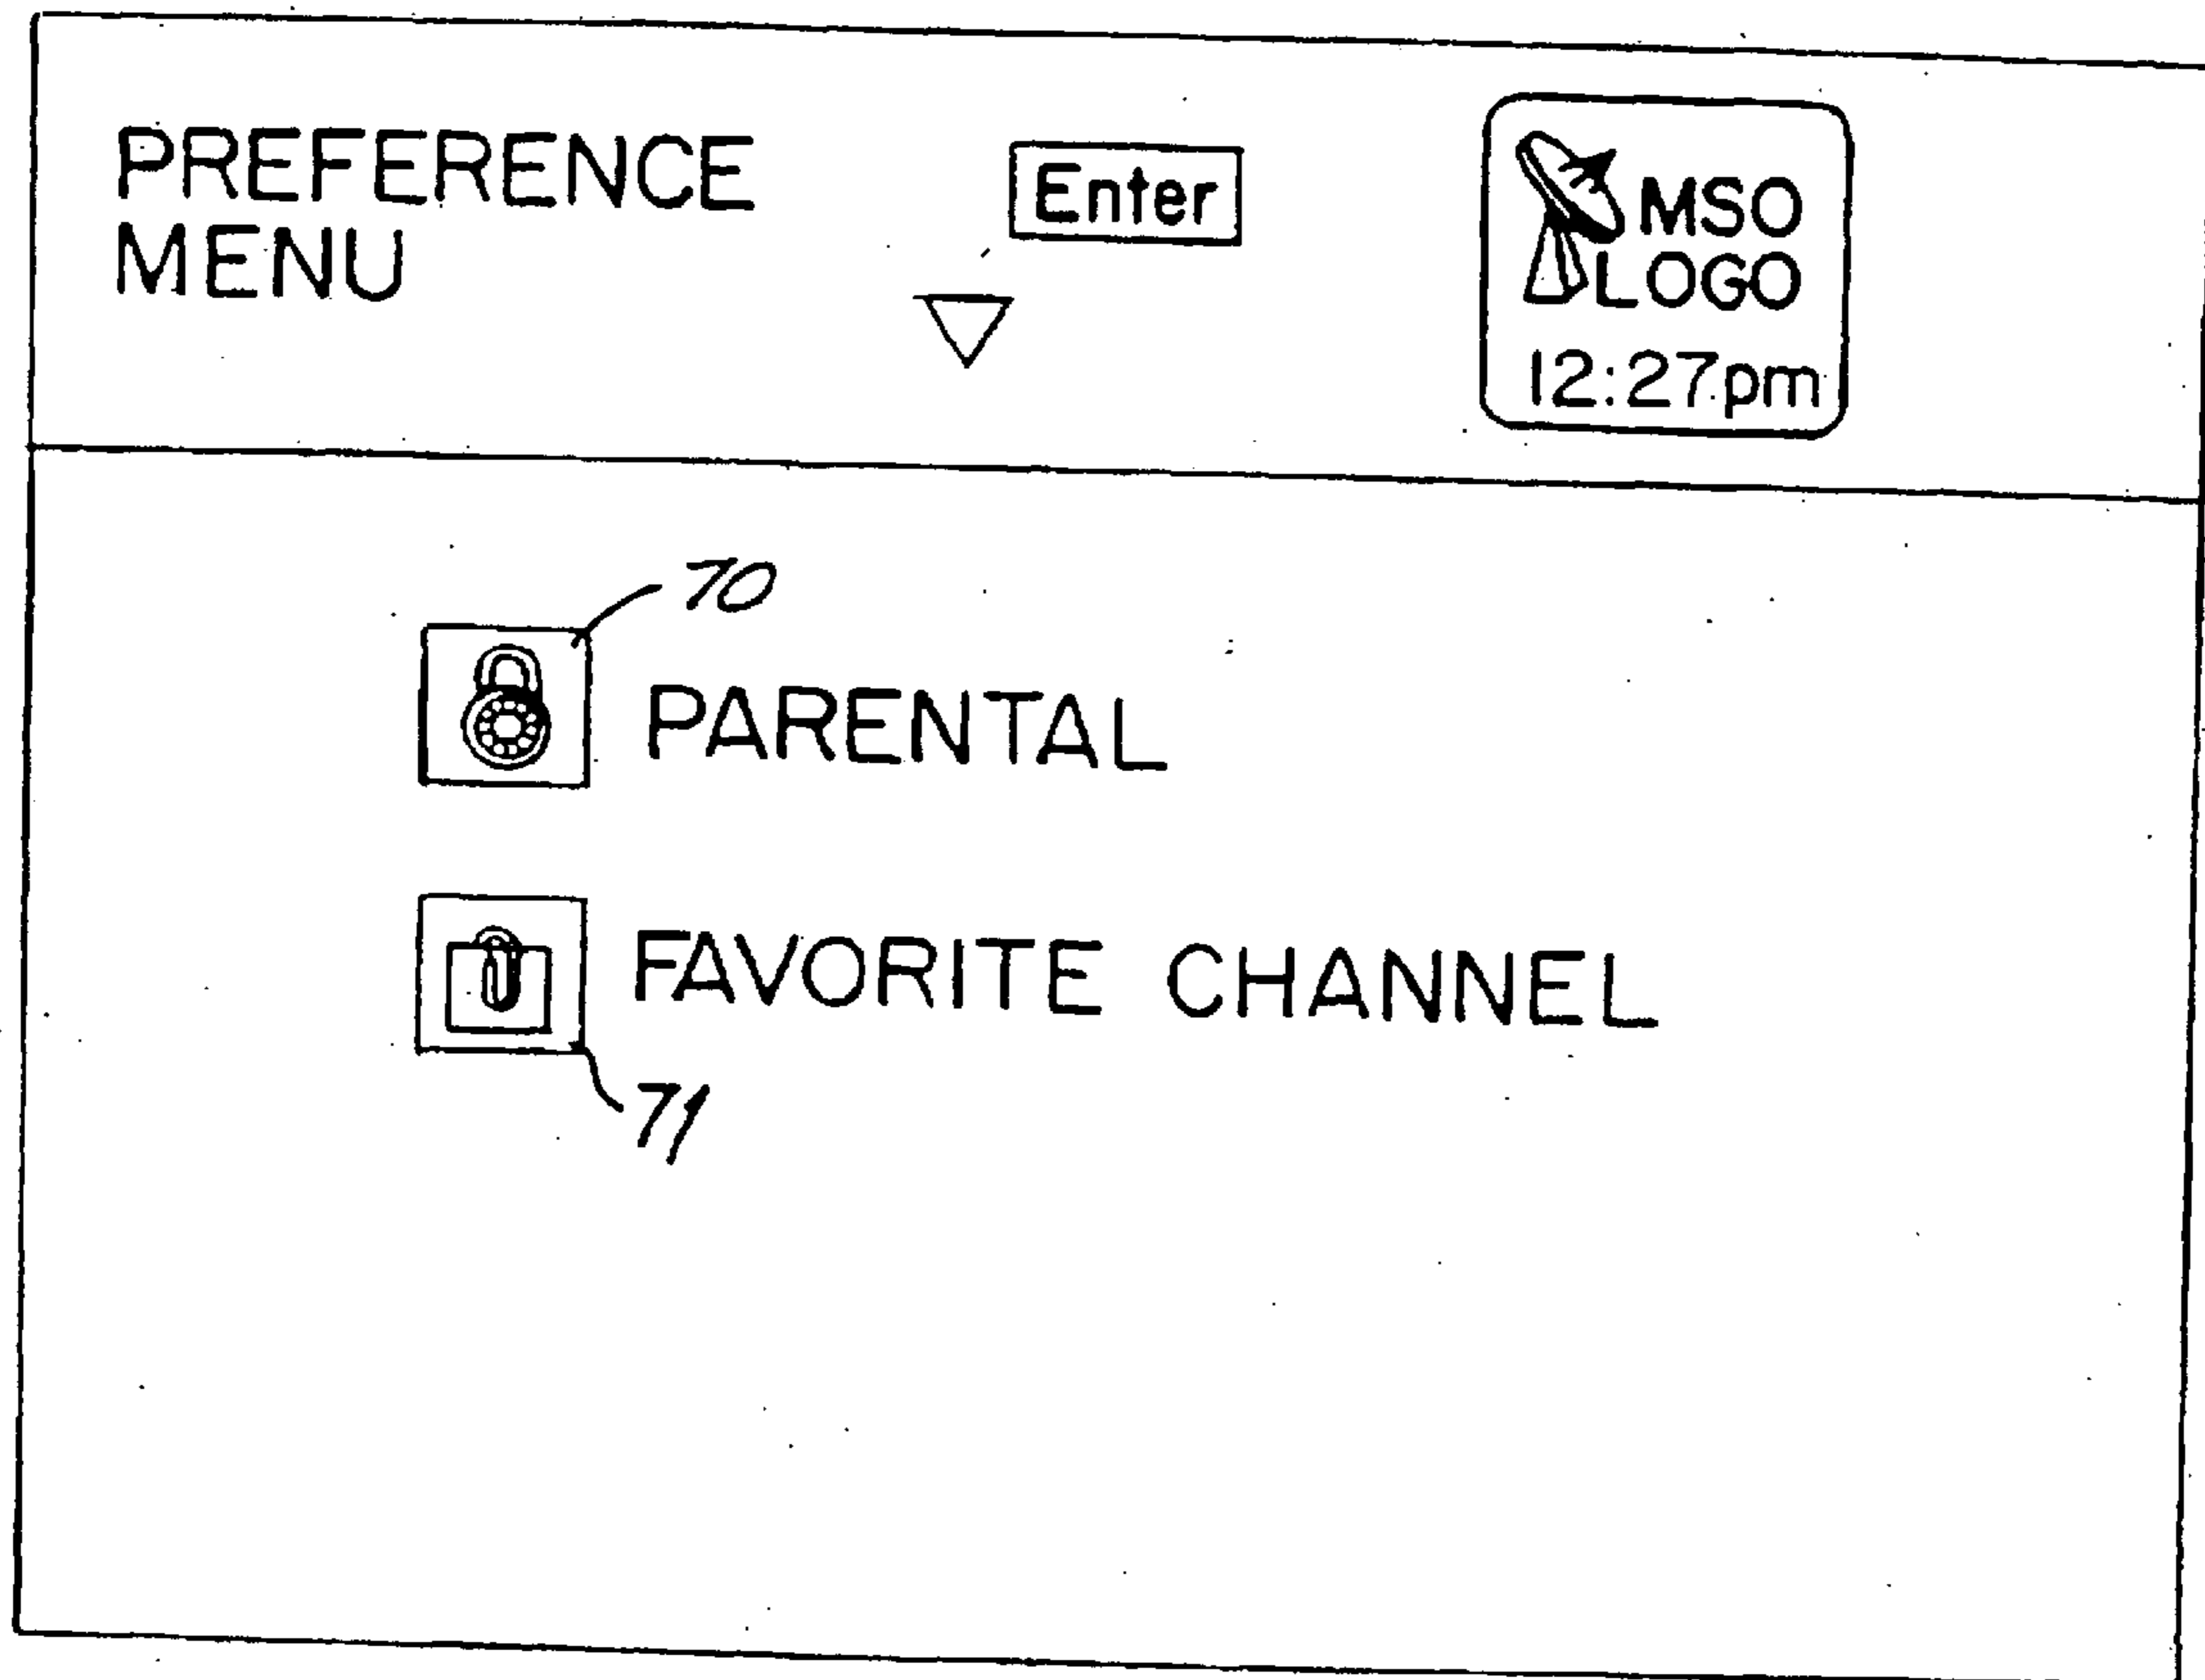 PREFERENCE
MENU
Enter
MSO
LOGO
12:27pm
70
PARENTAL
FAVORITE CHANNEL
71